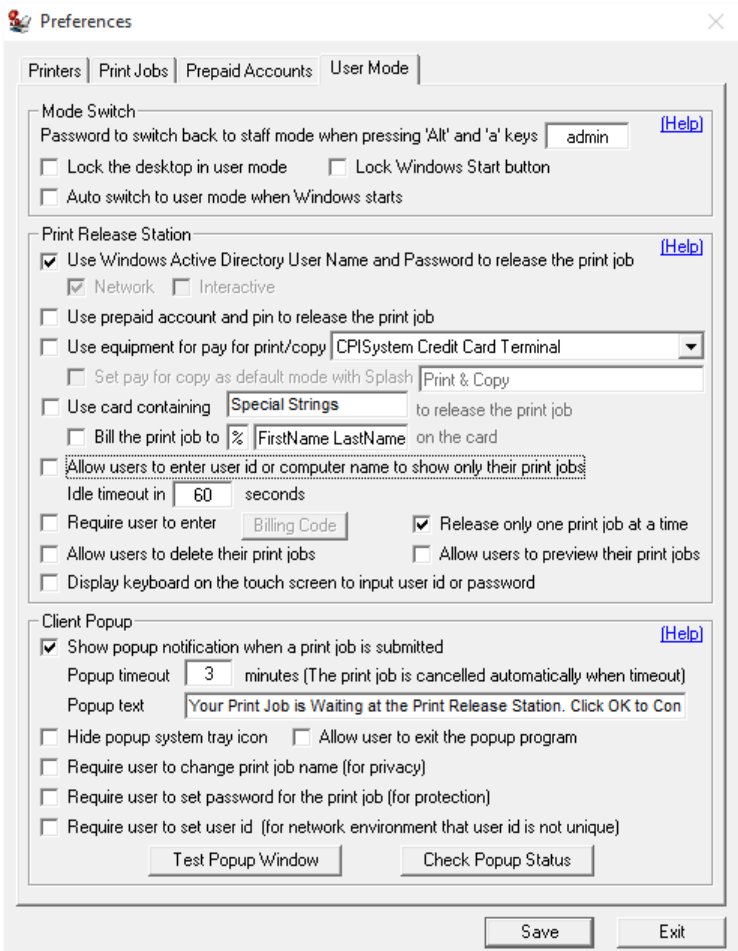 Preferences
Printers Print Jobs Prepaid Accounts User Mode
Mode Switch
(Help)
Password to switch back to staff mode when pressing 'Alt' and 'a' keys admin
Lock the desktop in user mode Lock Windows Start button
Auto switch to user mode when Windows starts
Print Release Station
(Help)
Use Windows Active Directory User Name and Password to release the print job
Network Interactive
Use prepaid account and pin to release the print job
Use equipment for pay for print/copy CPISystem Credit Card Terminal
Set pay for copy as default mode with Splash Print & Copy
Use card containing Special Strings to release the print job
Bill the print job to % FirstName LastName on the card
Allow users to enter user id or computer name to show only their print jobs
Idle timeout in 60 seconds
Require user to enter Billing Code Release only one print job at a time
Allow users to delete their print jobs Allow users to preview their print jobs
Display keyboard on the touch screen to input user id or password
Client Popup
(Help)
Show popup notification when a print job is submitted
Popup timeout 3 minutes (The print job is cancelled automatically when timeout)
Popup text Your Print Job is Waiting at the Print Release Station. Click OK to Con
Hide popup system tray icon Allow user to exit the popup program
Require user to change print job name (for privacy)
Require user to set password for the print job (for protection)
Require user to set user id (for network environment that user id is not unique)
Test Popup Window Check Popup Status
Save Exit